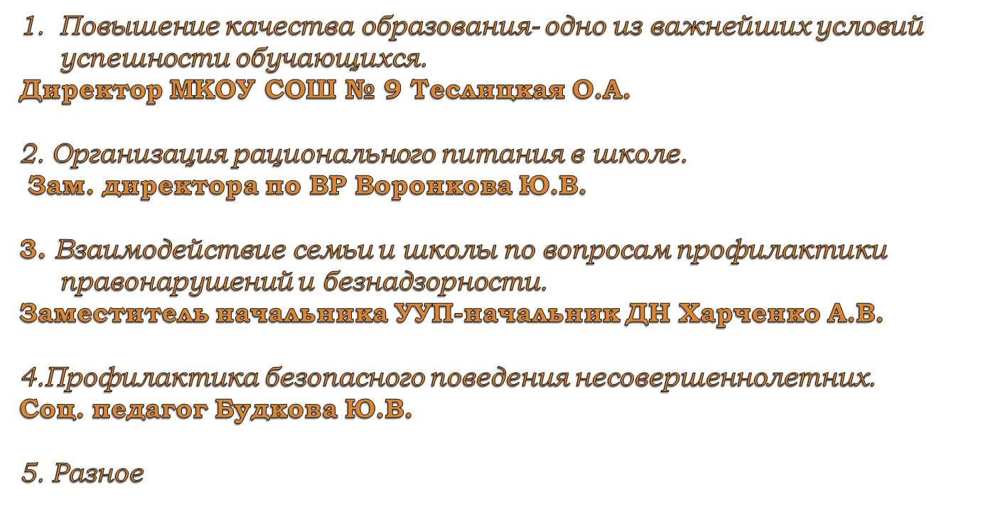 1. Повышение качества образования- одно из важнейших условий
успешности обучающихся.
Директор МКОУ СОШ № 9 Теслицкая О.А.
2. Организация рационального питания в школе.
Зам. директора по ВР Воронкова Ю.В.
3. Взаимодействие семьи и школы по вопросам профилактики
правонарушений и безнадзорности.
Заместитель начальника УУП-начальник ДН Харченко А.В.
4.Профилактика безопасного поведения несовершеннолетних.
Соц. педагог Будкова Ю.В.
5. Разное